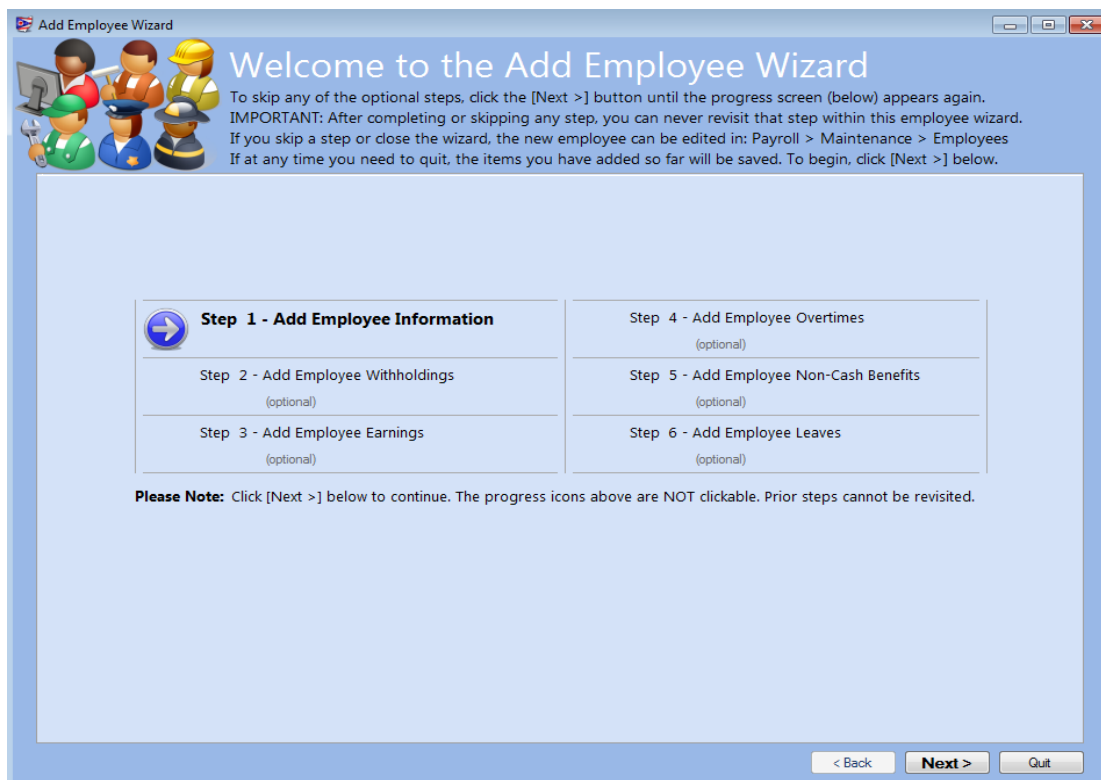 Add Employee Wizard
Welcome to the Add Employee Wizard
To skip any of the optional steps, click the [Next >] button until the progress screen (below) appears again.
IMPORTANT: After completing or skipping any step, you can never revisit that step within this employee wizard.
If you skip a step or close the wizard, the new employee can be edited in: Payroll > Maintenance > Employees
If at any time you need to quit, the items you have added so far will be saved. To begin, click [Next >] below.
Step 1 - Add Employee Information
Step 2 - Add Employee Withholdings
(optional)
Step 3 - Add Employee Earnings
(optional)
Step 4 - Add Employee Overtimes
(optional)
Step 5 - Add Employee Non-Cash Benefits
(optional)
Step 6 - Add Employee Leaves
(optional)
Please Note: Click [Next >] below to continue. The progress icons above are NOT clickable. Prior steps cannot be revisited.
< Back
Next >
Quit